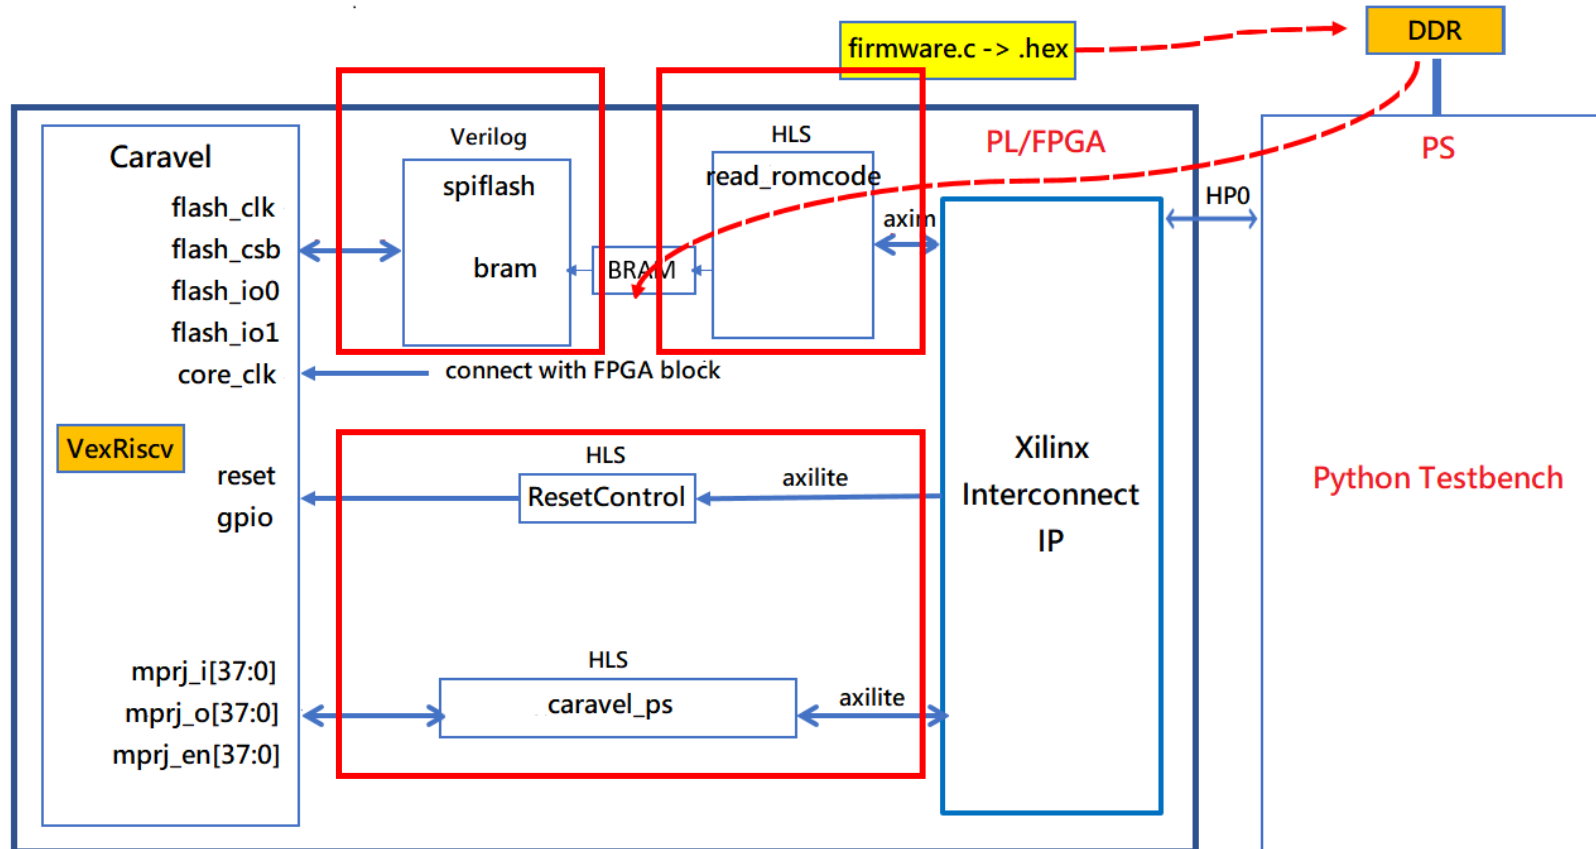 firmware.c -> .hex
DDR
Caravel
flash_clk
flash_csb
flash_io0
flash_io1
core_clk
VexRiscv
reset
gpio
mprj_i[37:0]
mprj_o[37:0]
mprj_en[37:0]
Verilog
spiflash
bram
BRAM
HLS
read_romcode
axim
connect with FPGA block
HLS
ResetControl
axilite
HLS
caravel_ps
axilite
PL/FPGA
Xilinx
Interconnect
IP
HP0
PS
Python Testbench